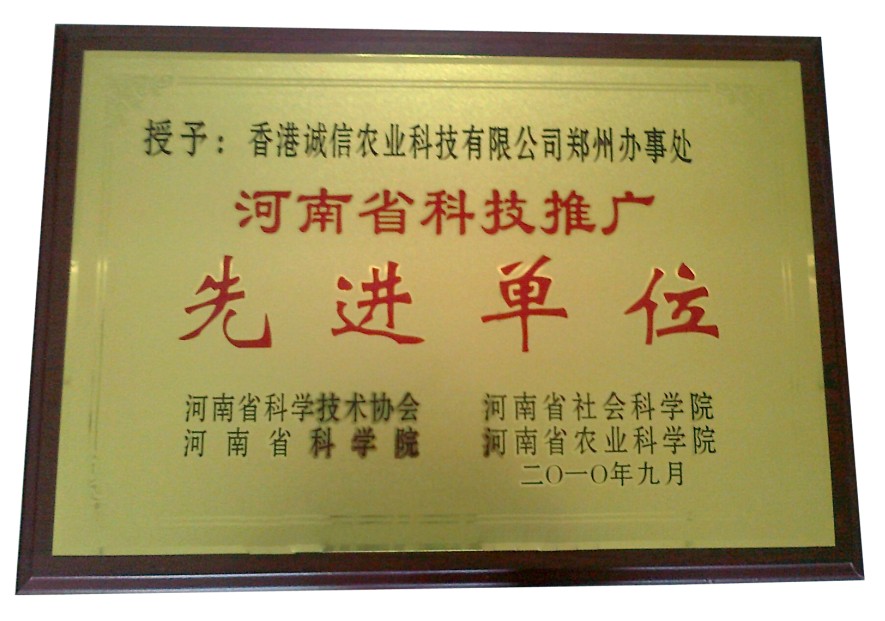 授予：香港诚信农业科技有限公司郑州办事处
河南省科技推广
先进单位
河南省科学技术协会 河南省社会科学院
河南省科学院 河南省农业科学院
二〇一〇年九月